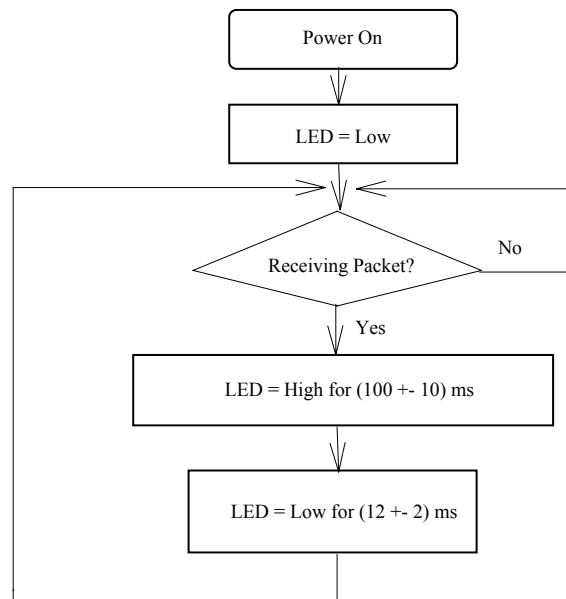 Power On
LED = Low
Receiving Packet?
No
Yes
LED = High for (100 +- 10) ms
LED = Low for (12 +- 2) ms